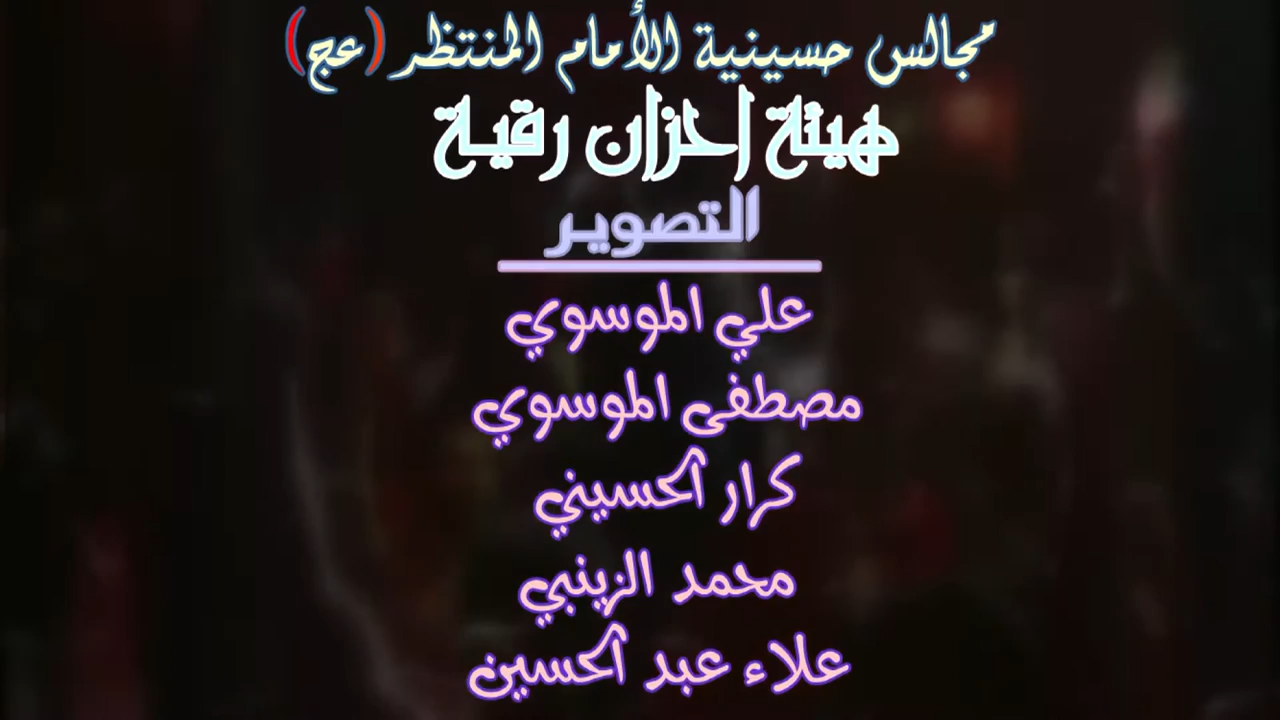 مجالس حسينية الأمام المنتظر (عج)
هيئة احزان رقية
التصوير
علي الموسوي
مصطفى الموسوي
كرار الحسيني
محمد الزينبي
علاء عبد الحسين